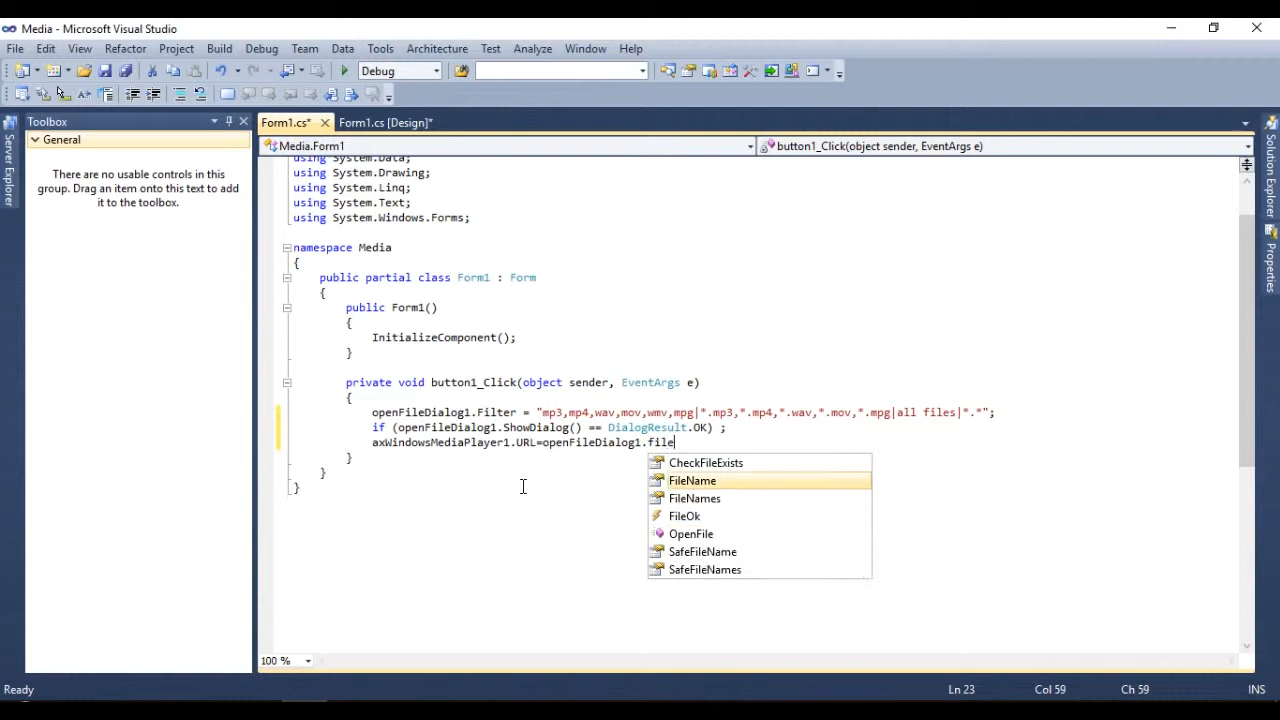 Media - Microsoft Visual Studio
File Edit View Refactor Project Build Debug Team Data Tools Architecture Test Analyze Window Help
Debug
Toolbox
Form1.cs*
Form1.cs [Design]*
General
Media.Form1
button1_Click(object sender, EventArgs e)
There are no usable controls in this
group. Drag an item onto this text to add
it to the toolbox.
Server Explorer
Solution Explorer
Properties
using System.Data;
using System.Drawing;
using System.Linq;
using System.Text;
using System.Windows.Forms;
namespace Media
{
public partial class Form1 : Form
{
public Form1()
{
InitializeComponent();
}
private void button1_Click(object sender, EventArgs e)
{
openFileDialog1.Filter = "mp3,mp4,wav,mov,wmv,mpg|*.mp3,*.mp4,*.wav,*.mov,*.mpg|all files|*.*";
if (openFileDialog1.ShowDialog() == DialogResult.OK) ;
axWindowsMediaPlayer1.URL=openFileDialog1.file
}
}
}
CheckFileExists
FileName
FileNames
FileOk
OpenFile
SafeFileName
SafeFileNames
100 %
Ready
Ln 23
Col 59
Ch 59
INS